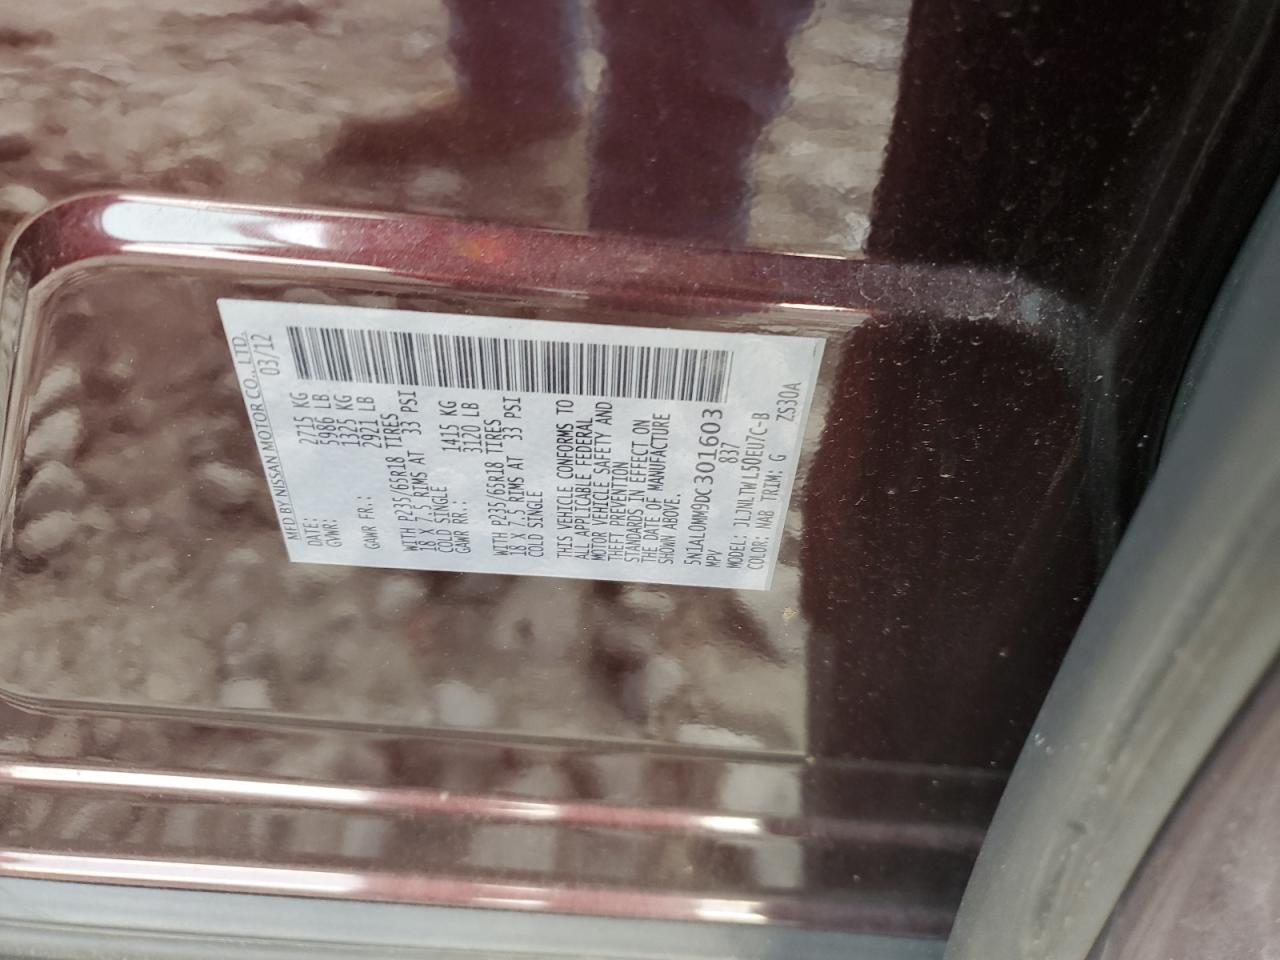 MFD BY NISSAN MOTOR CO., LTD.
DATE: 03/12
GVWR: 2715 KG
5986 LB
GAWR FR.: 1325 KG
2921 LB
WITH P235/65R18 TIRES
18 X 7.5 RIMS AT 33 PSI
COLD SINGLE
GAWR RR.: 1415 KG
3120 LB
WITH P235/65R18 TIRES
18 X 7.5 RIMS AT 33 PSI
COLD SINGLE
THIS VEHICLE CONFORMS TO
ALL APPLICABLE FEDERAL
MOTOR VEHICLE SAFETY AND
THEFT PREVENTION
STANDARDS IN EFFECT ON
THE DATE OF MANUFACTURE
SHOWN ABOVE.
5N1AL0MM9DC301603
MPV 837
MODEL: JLJNLTWL50EU7C-B
COLOR: NAB TRIM: G ZS30A